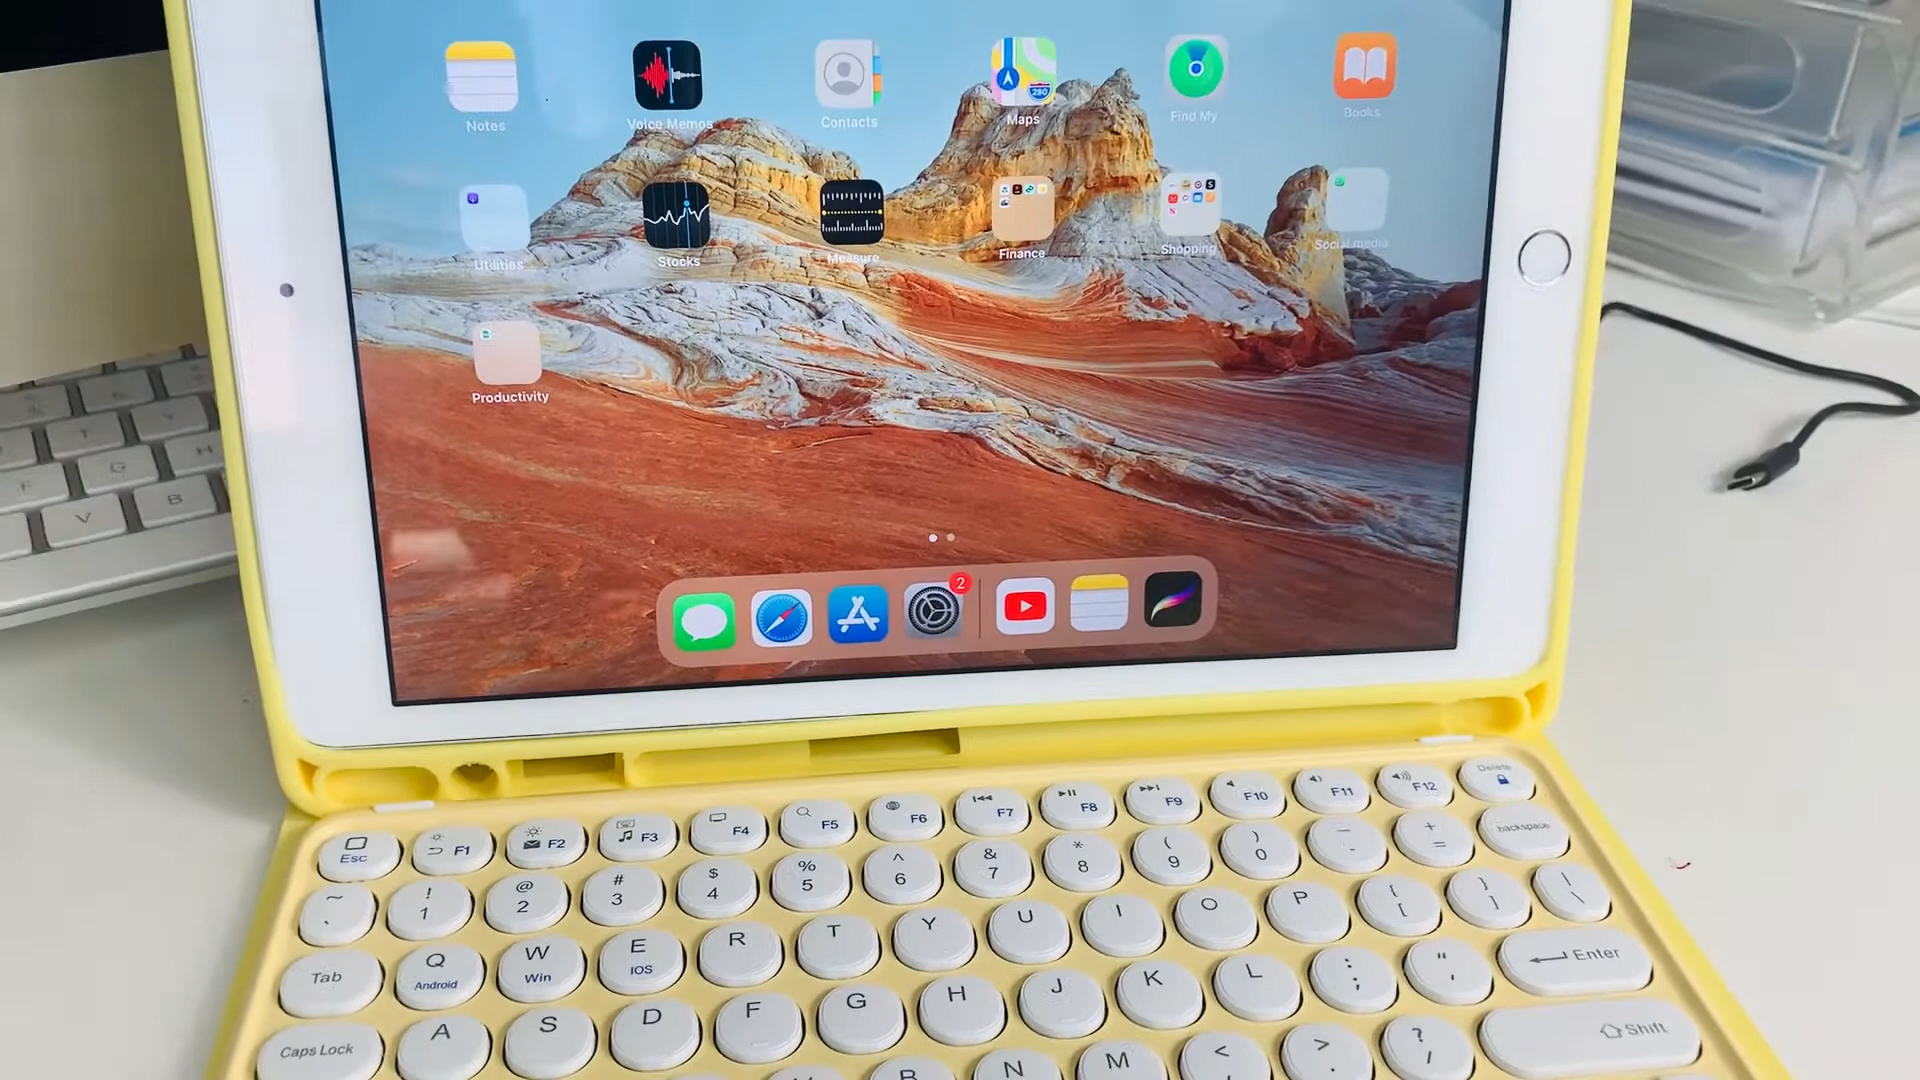 Notes Voice Memos Contacts Maps Find My Books
280
Utilities Stocks Measure Finance Shopping Social media
Productivity
2
Esc F1 F2 F3 F4 F5 F6 F7 F8 F9 F10 F11 F12 Delete
~ ` ! 1 @ 2 # 3 $ 4 % 5 ^ 6 & 7 * 8 ( 9 ) 0 _ - + = backspace
Tab Q Android W Win E IOS R T Y U I O P { [ } ] | \
Caps Lock A S D F G H J K L : ; " ' Enter
B N M < , > . ? / Shift
T Y
F G H
V B